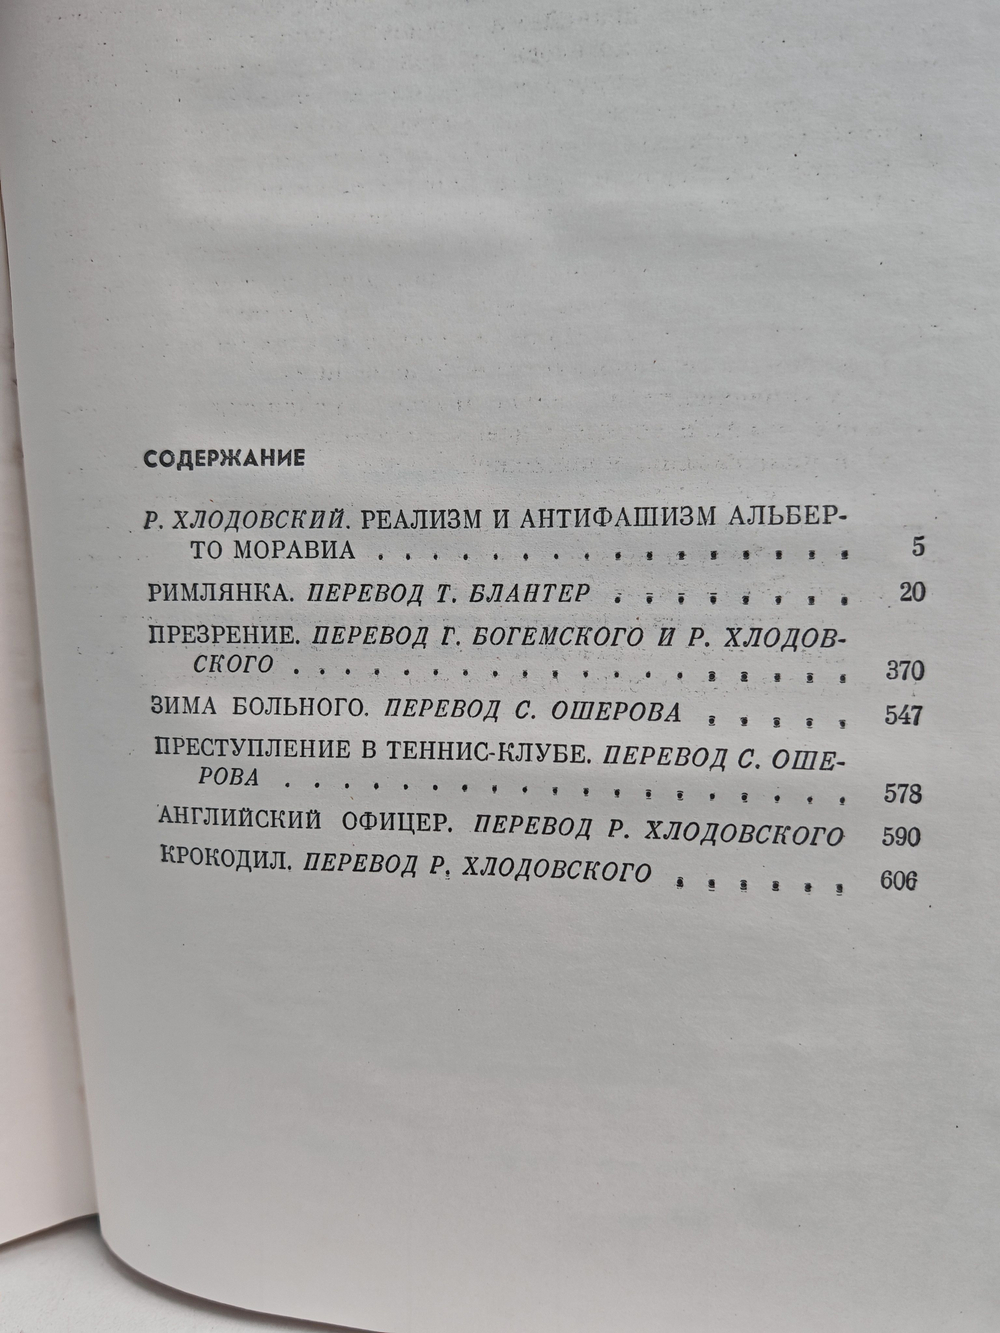 СОДЕРЖАНИЕ
Р. ХЛОДОВСКИЙ. РЕАЛИЗМ И АНТИФАШИЗМ АЛЬБЕР-
ТО МОРАВИА . . . . . . . . . . . . . . . . . 5
РИМЛЯНКА. ПЕРЕВОД Т. БЛАНТЕР . . . . . . . . 20
ПРЕЗРЕНИЕ. ПЕРЕВОД Г. БОГЕМСКОГО И Р. ХЛОДОВ-
СКОГО . . . . . . . . . . . . . . . . . . 370
ЗИМА БОЛЬНОГО. ПЕРЕВОД С. ОШЕРОВА . . . . . 547
ПРЕСТУПЛЕНИЕ В ТЕННИС-КЛУБЕ. ПЕРЕВОД С. ОШЕ-
РОВА . . . . . . . . . . . . . . . . . . . 578
АНГЛИЙСКИЙ ОФИЦЕР. ПЕРЕВОД Р. ХЛОДОВСКОГО 590
КРОКОДИЛ. ПЕРЕВОД Р. ХЛОДОВСКОГО . . . . . . 606